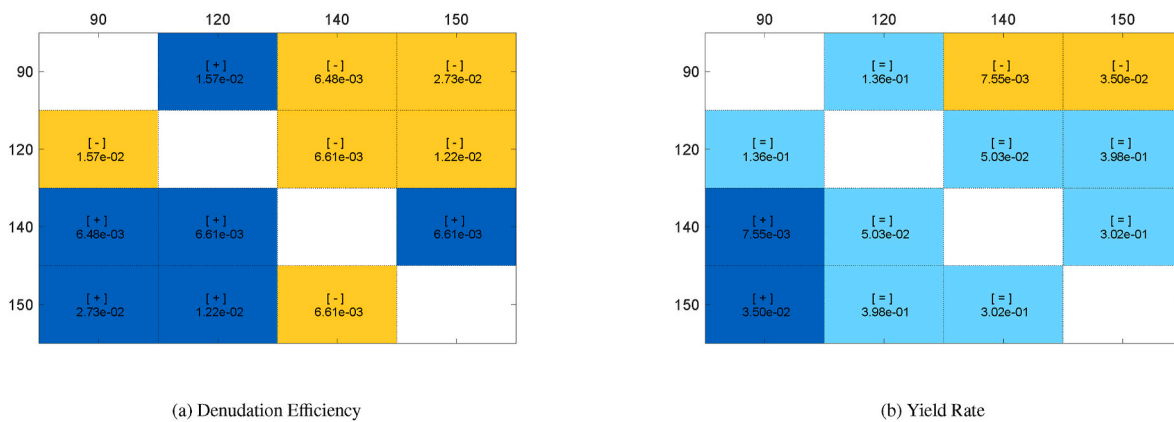 90 120 140 150
90 [ + ] [ - ] [ - ]
1.57e-02 6.48e-03 2.73e-02
120 [ - ] [ - ] [ - ]
1.57e-02 6.61e-03 1.22e-02
140 [ + ] [ + ] [ + ]
6.48e-03 6.61e-03 6.61e-03
150 [ + ] [ + ] [ - ]
2.73e-02 1.22e-02 6.61e-03
(a) Denudation Efficiency
90 120 140 150
90 [ = ] [ - ] [ - ]
1.36e-01 7.55e-03 3.50e-02
120 [ = ] [ = ] [ = ]
1.36e-01 5.03e-02 3.98e-01
140 [ + ] [ = ] [ = ]
7.55e-03 5.03e-02 3.02e-01
150 [ + ] [ = ] [ = ]
3.50e-02 3.98e-01 3.02e-01
(b) Yield Rate